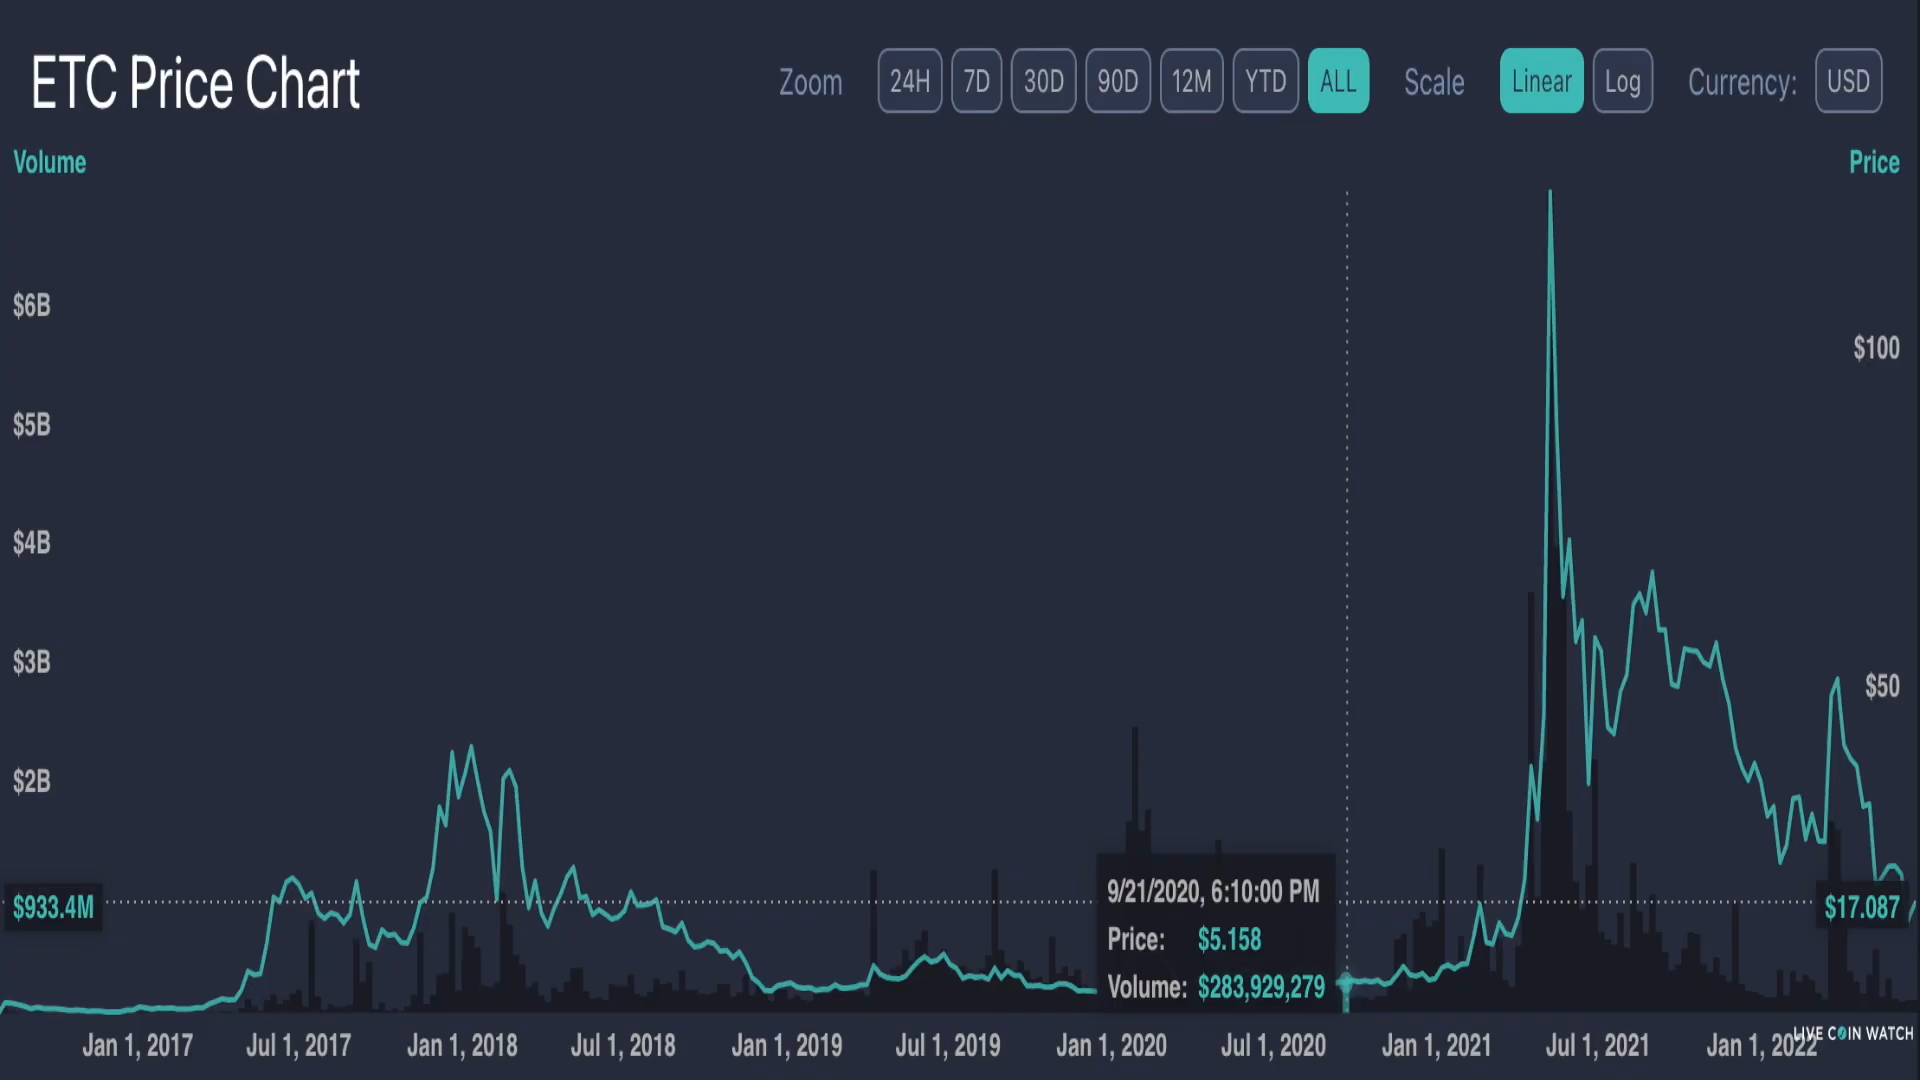 ETC Price Chart
Zoom 24H 7D 30D 90D 12M YTD ALL Scale Linear Log Currency: USD
Volume Price
$6B
$100
$5B
$4B
$3B
$50
$2B
9/21/2020, 6:10:00 PM
$933.4M $17.087
Price: $5.158
Volume: $283,929,279
LIVE COIN WATCH
Jan 1, 2017 Jul 1, 2017 Jan 1, 2018 Jul 1, 2018 Jan 1, 2019 Jul 1, 2019 Jan 1, 2020 Jul 1, 2020 Jan 1, 2021 Jul 1, 2021 Jan 1, 2022